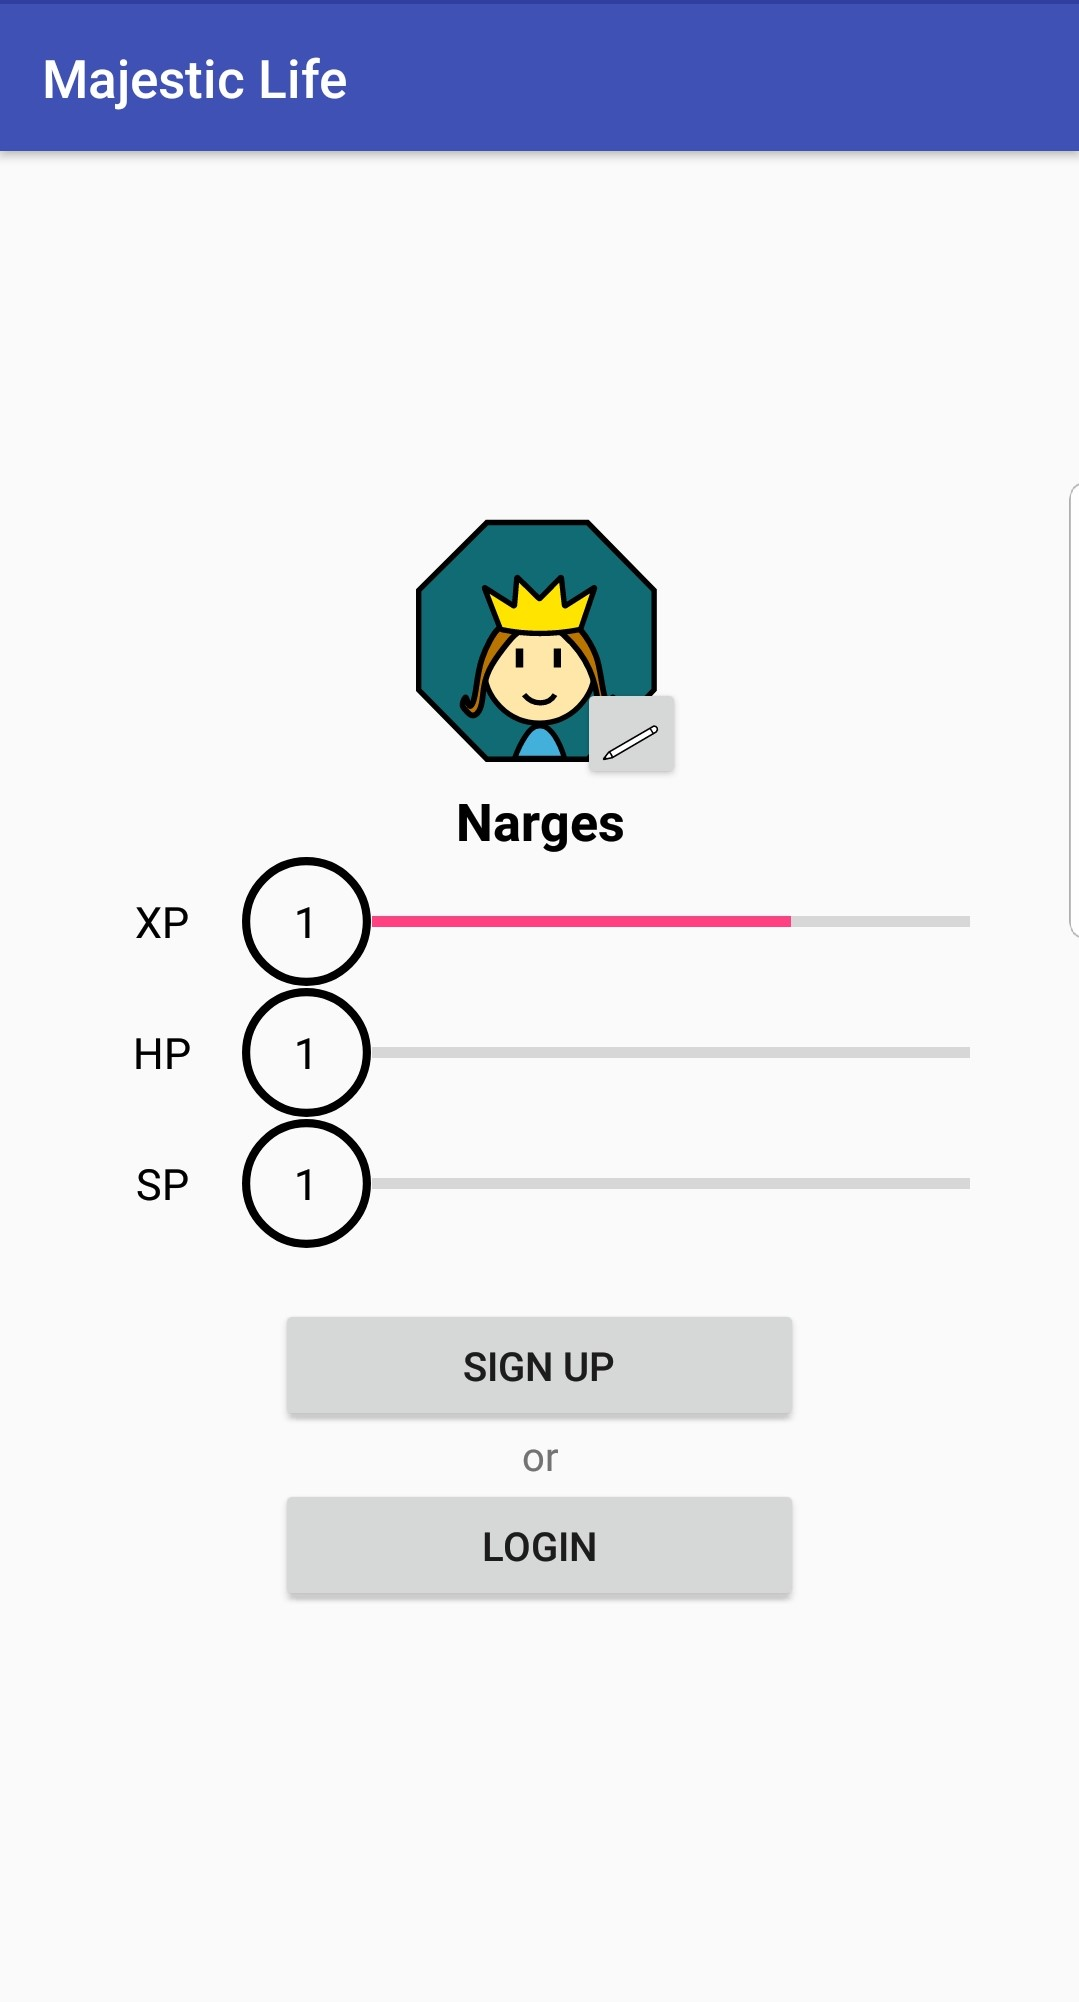 Majestic Life
Narges
XP 1
HP 1
SP 1
SIGN UP
or
LOGIN